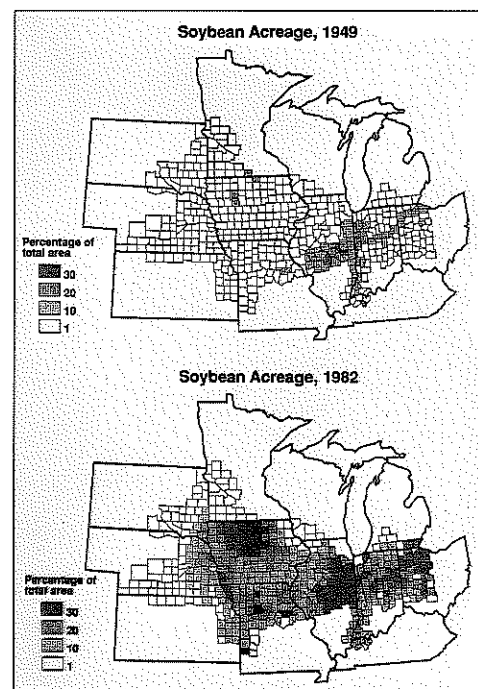 Soybean Acreage, 1949
Percentage of
total area
30
20
10
1
Soybean Acreage, 1982
Percentage of
total area
30
20
10
1